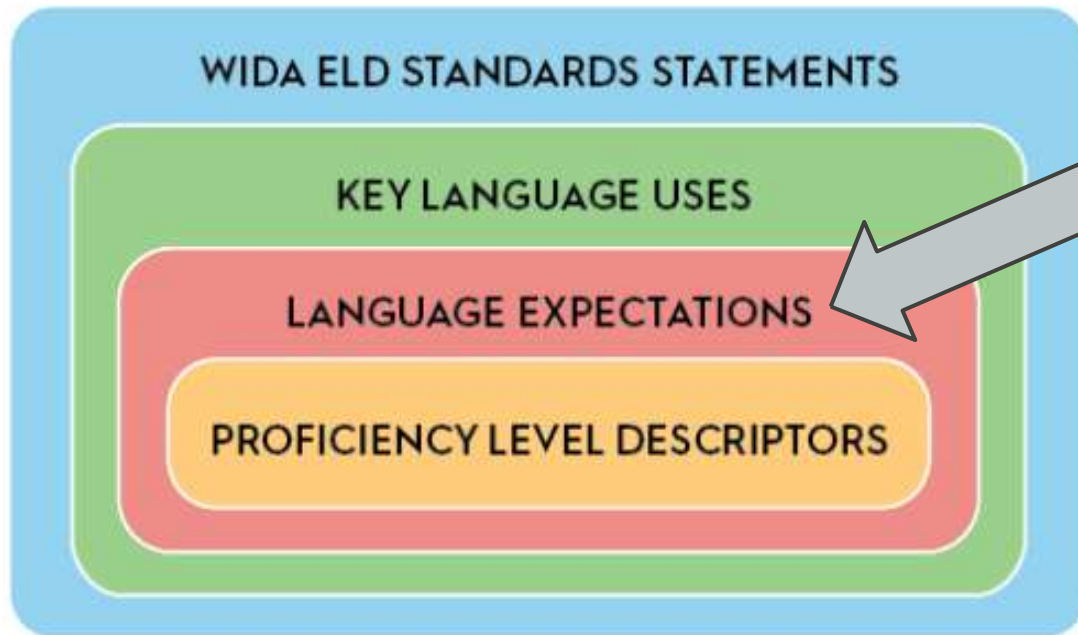 WIDA ELD STANDARDS STATEMENTS
KEY LANGUAGE USES
LANGUAGE EXPECTATIONS
PROFICIENCY LEVEL DESCRIPTORS